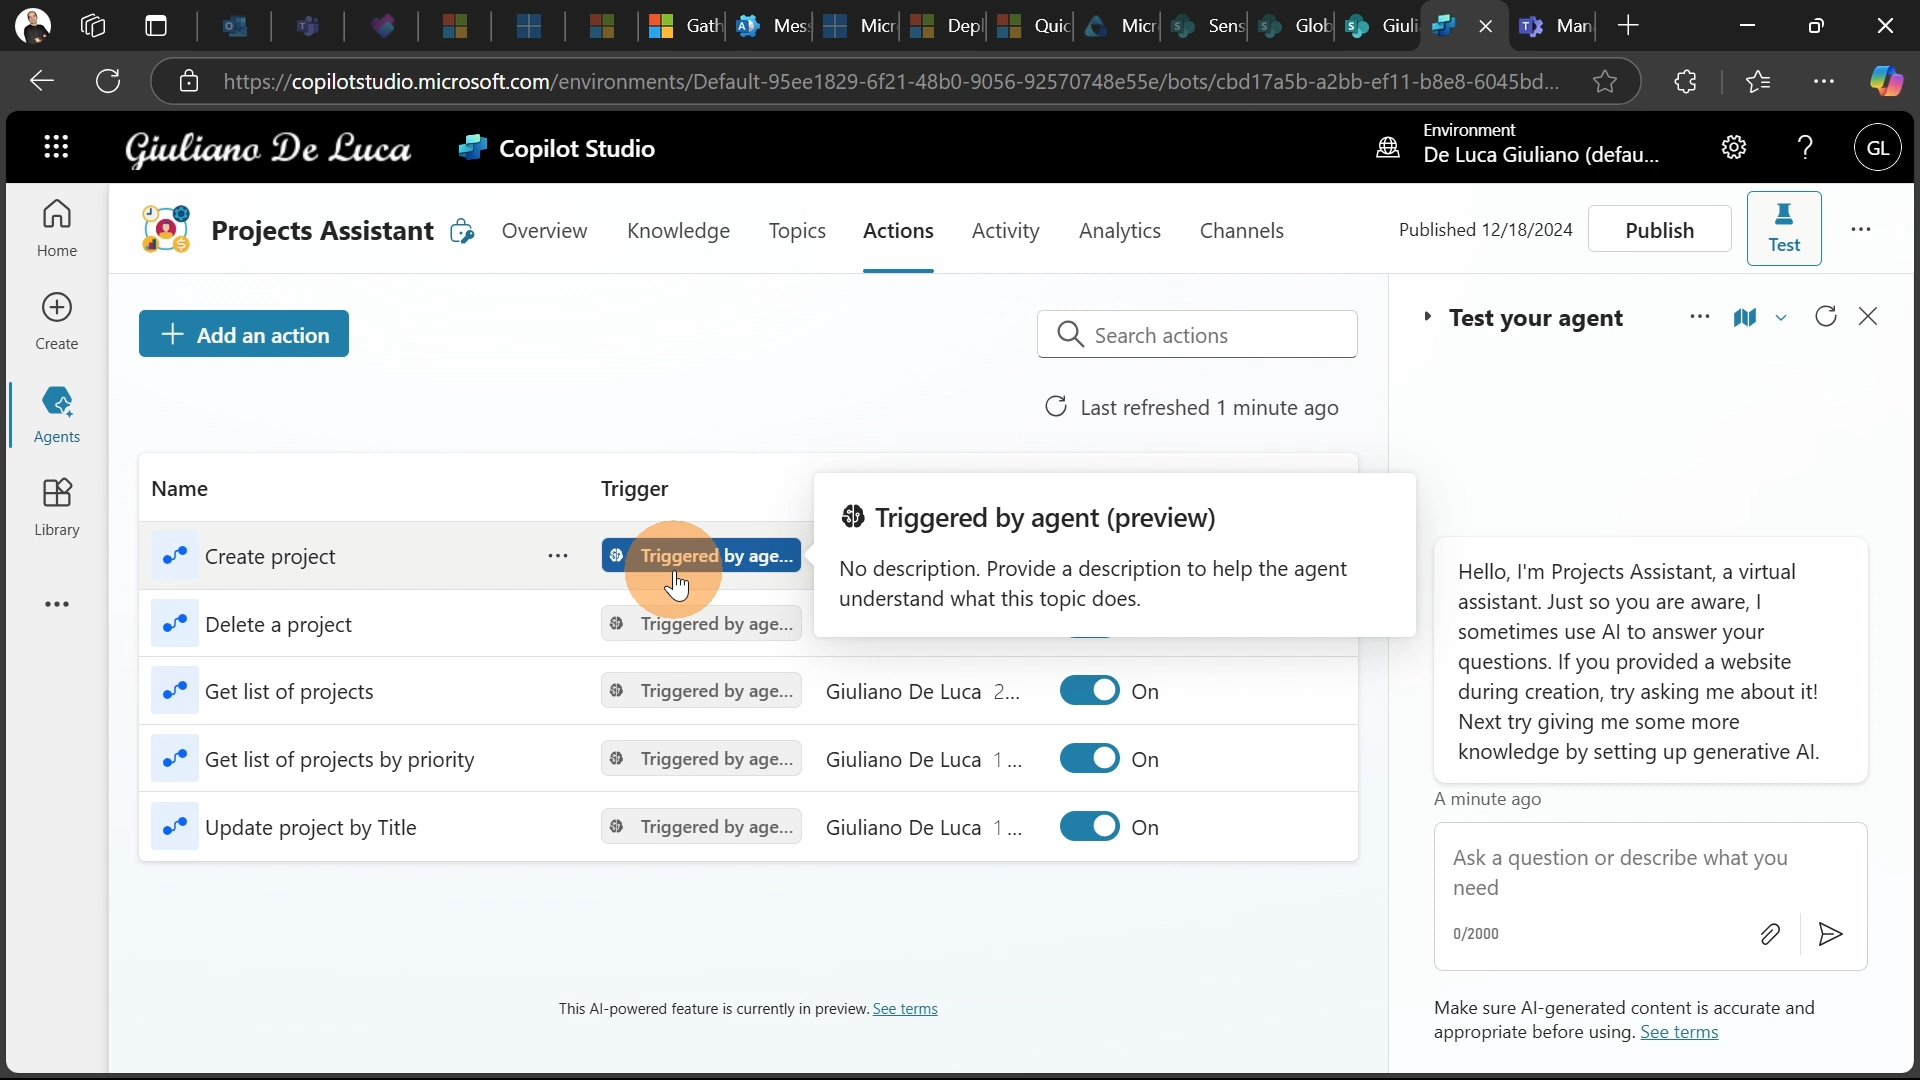 Gath
Mess
Micr
Depl
Quic
Micr
Sens
Glob
Giuli
Man
https://copilotstudio.microsoft.com/environments/Default-95ee1829-6f21-48b0-9056-92570748e55e/bots/cbd17a5b-a2bb-ef11-b8e8-6045bd...
Giuliano De Luca
Copilot Studio
Environment
De Luca Giuliano (defau...
GL
Home
Create
Agents
Library
Projects Assistant
Overview
Knowledge
Topics
Actions
Activity
Analytics
Channels
Published 12/18/2024
Publish
Test
Add an action
Search actions
Last refreshed 1 minute ago
Name
Trigger
Create project
Triggered by age...
Triggered by agent (preview)
No description. Provide a description to help the agent
understand what this topic does.
Delete a project
Triggered by age...
Get list of projects
Triggered by age...
Giuliano De Luca 2...
On
Get list of projects by priority
Triggered by age...
Giuliano De Luca 1 ...
On
Update project by Title
Triggered by age...
Giuliano De Luca 1 ...
On
This AI-powered feature is currently in preview. See terms
Test your agent
Hello, I'm Projects Assistant, a virtual
assistant. Just so you are aware, I
sometimes use AI to answer your
questions. If you provided a website
during creation, try asking me about it!
Next try giving me some more
knowledge by setting up generative AI.
A minute ago
Ask a question or describe what you
need
0/2000
Make sure AI-generated content is accurate and
appropriate before using. See terms